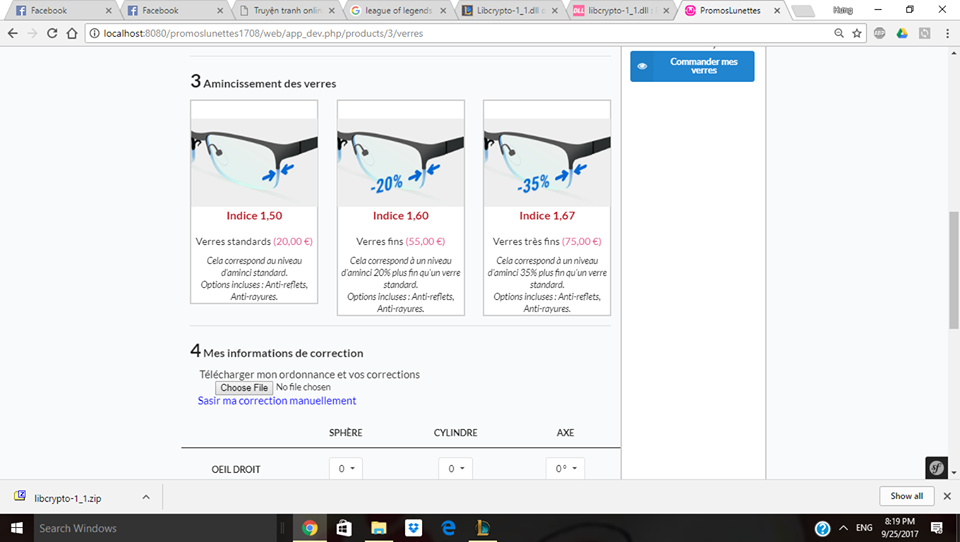 Facebook
Facebook
Truyện tranh online
league of legends
Libcrypto-1_1.dll
libcrypto-1_1.dll
PromosLunettes
Hưng
localhost:8080/promoslunettes1708/web/app_dev.php/products/3/verres
Commander mes
verres
3 Amincissement des verres
-20%
-35%
Indice 1,50
Indice 1,60
Indice 1,67
Verres standards (20,00 €)
Verres fins (55,00 €)
Verres très fins (75,00 €)
Cela correspond au niveau
d'aminci standard.
Options incluses : Anti-reflets,
Anti-rayures.
Cela correspond à un niveau
d'aminci 20% plus fin qu'un verre
standard.
Options incluses : Anti-reflets,
Anti-rayures.
Cela correspond à un niveau
d'aminci 35% plus fin qu'un verre
standard.
Options incluses : Anti-reflets,
Anti-rayures.
4 Mes informations de correction
Télécharger mon ordonnance et vos corrections
Choose File No file chosen
Sasir ma correction manuellement
SPHÈRE CYLINDRE AXE
OEIL DROIT 0 0 0°
libcrypto-1_1.zip
Show all
Search Windows
ENG
8:19 PM
9/25/2017